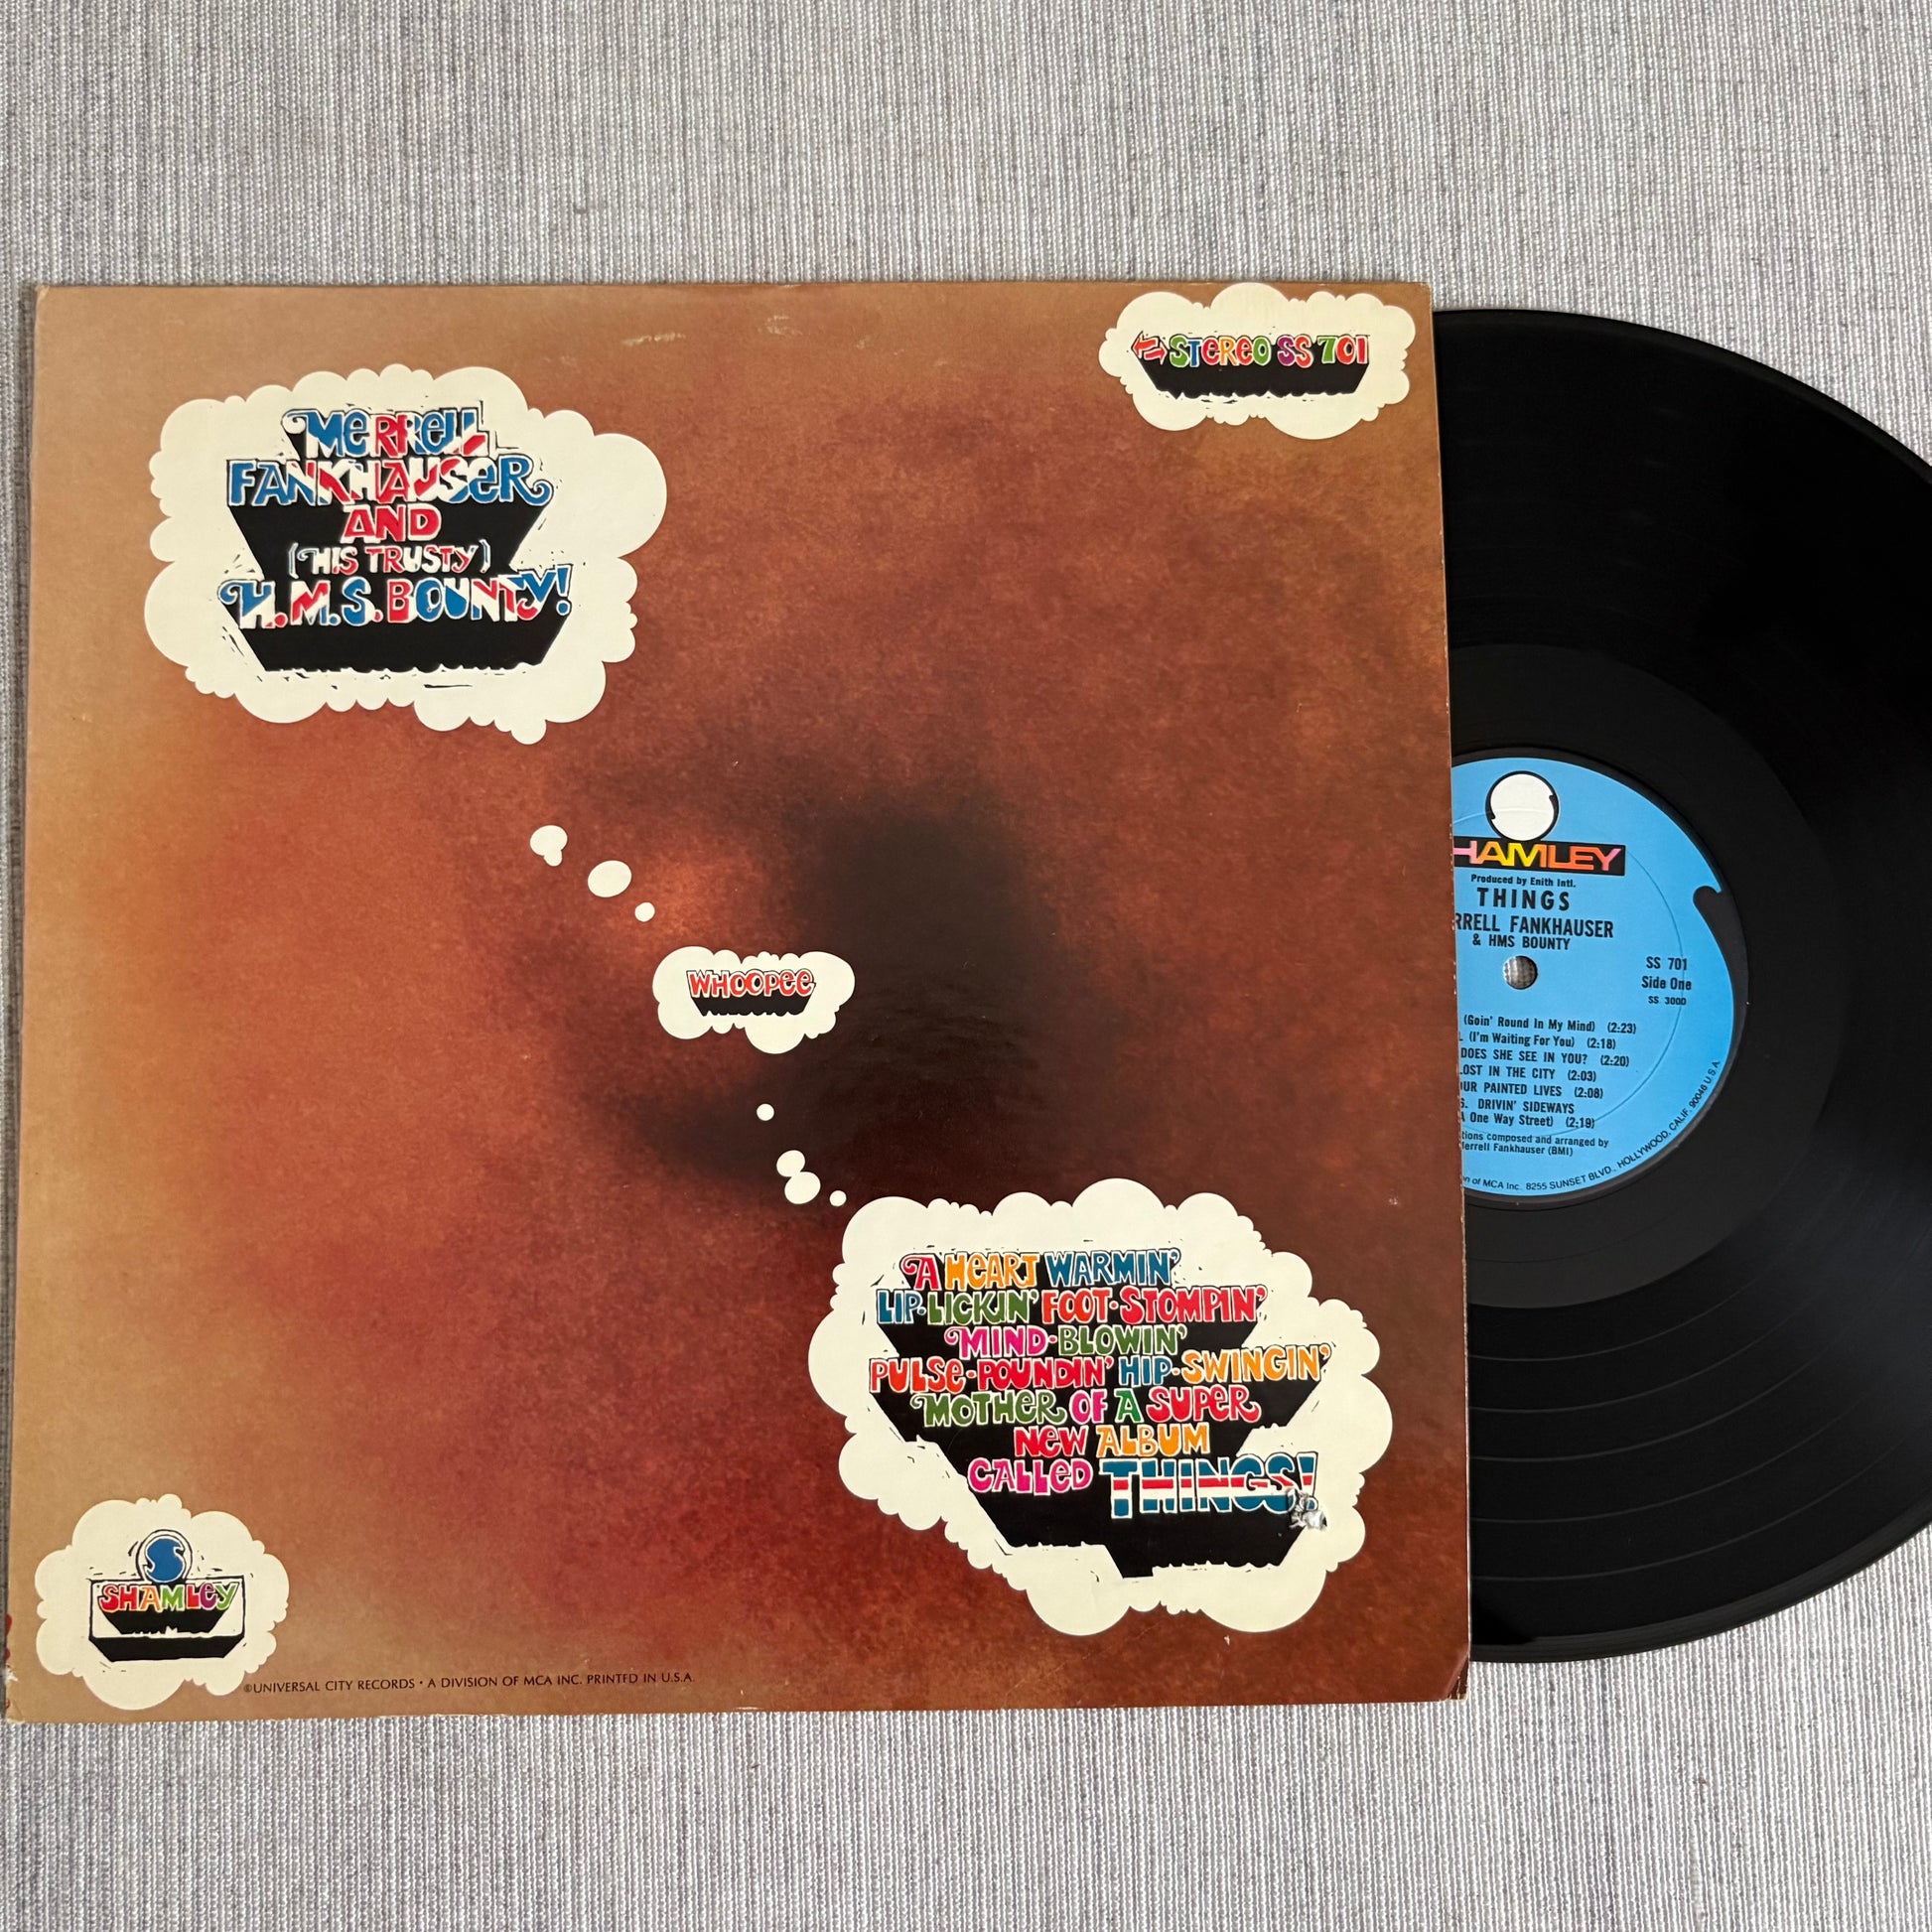 STEREO SS 701
MERRELL
FANKHAUSER
AND
(HIS TRUSTY)
H.M.S. BOUNTY!
WHOOPEE
A HEART WARMIN'
LIP-LICKIN' FOOT-STOMPIN'
MIND-BLOWIN'
PULSE-POUNDIN' HIP-SWINGIN'
MOTHER OF A SUPER
NEW ALBUM
CALLED THINGS!
S
SHAMLEY
©UNIVERSAL CITY RECORDS • A DIVISION OF MCA INC. PRINTED IN U.S.A.
HAMLEY
Produced by Enith Intl.
THINGS
RRELL FANKHAUSER
& HMS BOUNTY
SS 701
Side One
SS 3000
(Goin' Round In My Mind) (2:23)
L (I'm Waiting For You) (2:18)
DOES SHE SEE IN YOU? (2:20)
LOST IN THE CITY (2:03)
OUR PAINTED LIVES (2:08)
6. DRIVIN' SIDEWAYS
A One Way Street) (2:19)
tions composed and arranged by
Merrell Fankhauser (BMI)
of MCA Inc. 8255 SUNSET BLVD., HOLLYWOOD, CALIF. 90046 U.S.A.